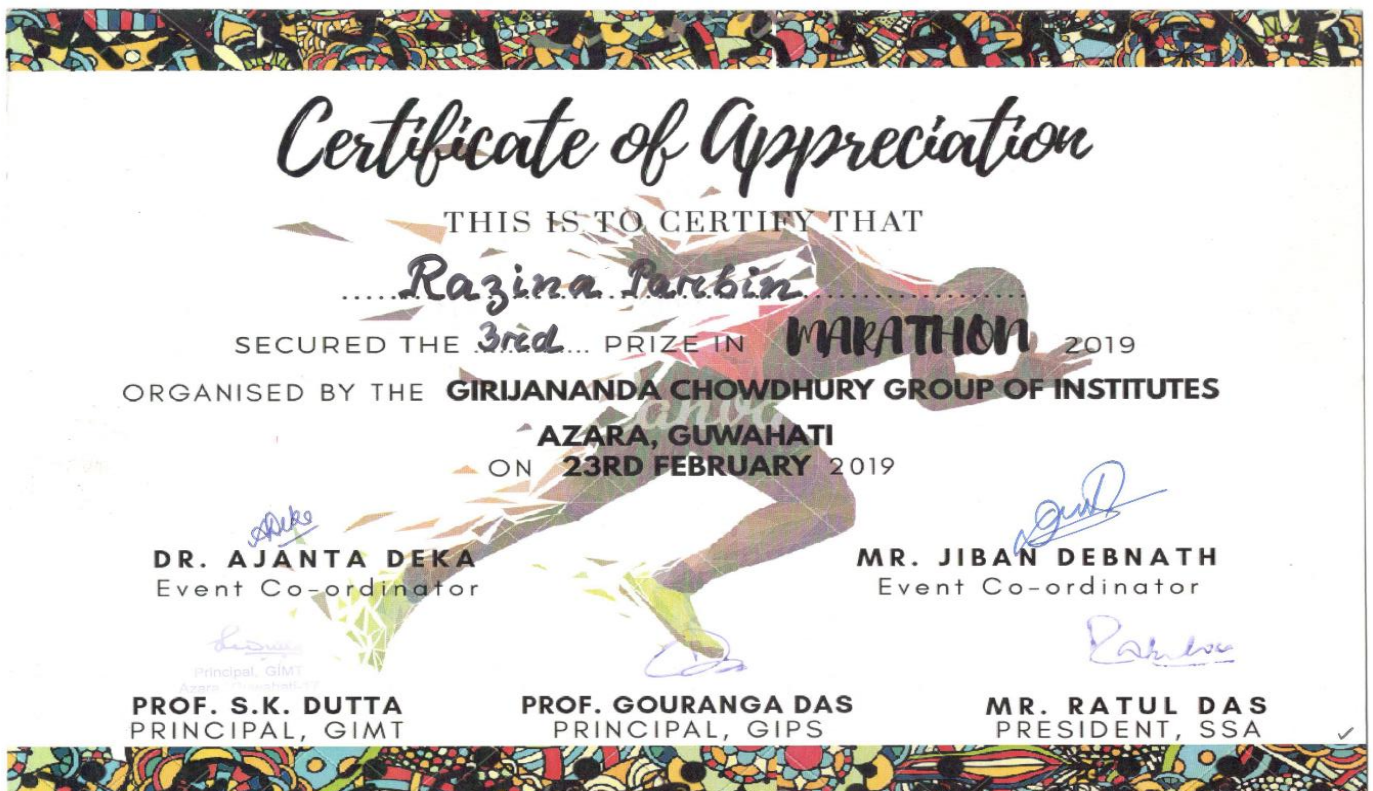 Certificate of Appreciation
THIS IS TO CERTIFY THAT
Razina Parbin
SECURED THE 3rd PRIZE IN MARATHON 2019
ORGANISED BY THE GIRIJANANDA CHOWDHURY GROUP OF INSTITUTES
AZARA, GUWAHATI
ON 23RD FEBRUARY 2019
DR. AJANTA DEKA
Event Co-ordinator
MR. JIBAN DEBNATH
Event Co-ordinator
Principal, GIMT
Azara, Guwahati-17
PROF. S.K. DUTTA
PRINCIPAL, GIMT
PROF. GOURANGA DAS
PRINCIPAL, GIPS
MR. RATUL DAS
PRESIDENT, SSA